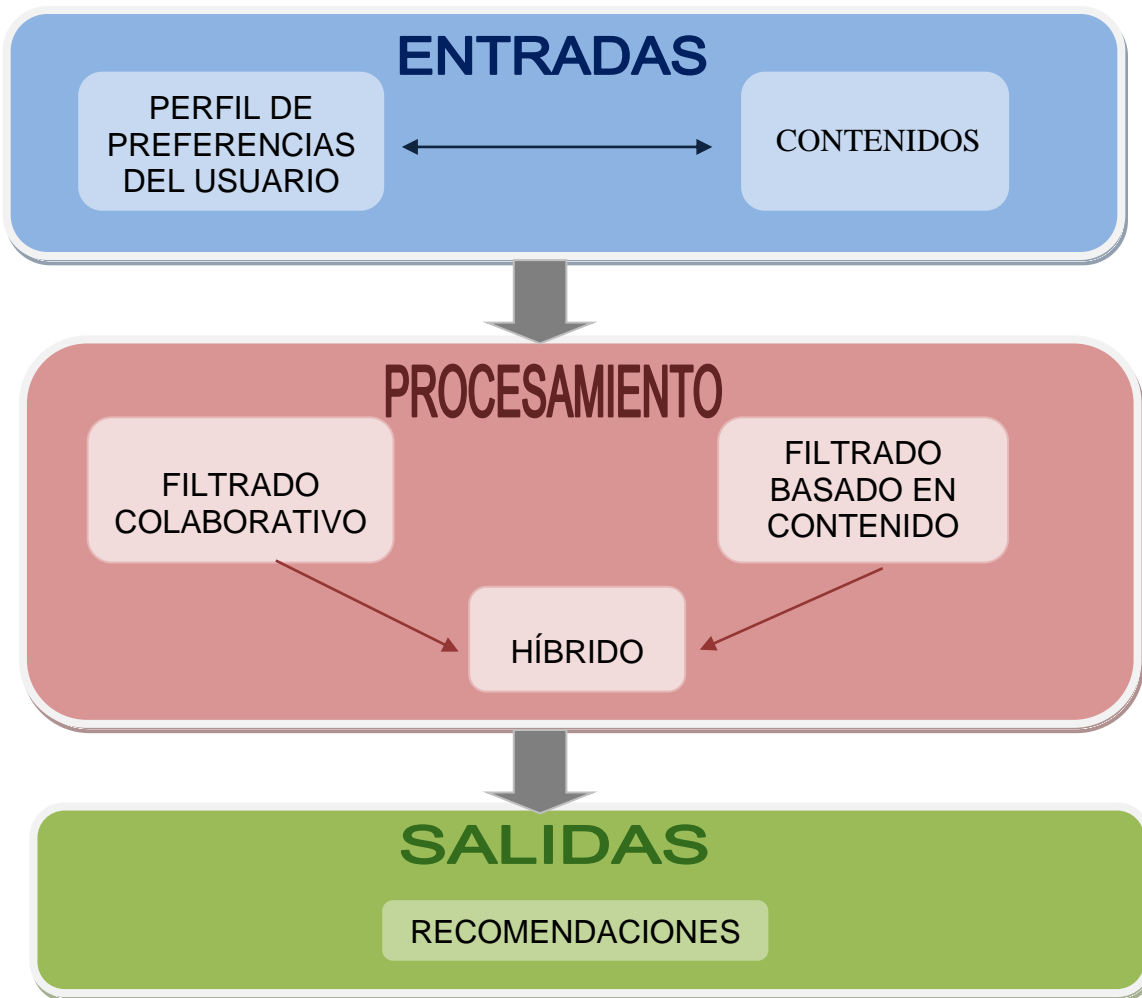 ENTRADAS
PERFIL DE
PREFERENCIAS
DEL USUARIO
CONTENIDOS
PROCESAMIENTO
FILTRADO
COLABORATIVO
FILTRADO
BASADO EN
CONTENIDO
HÍBRIDO
SALIDAS
RECOMENDACIONES